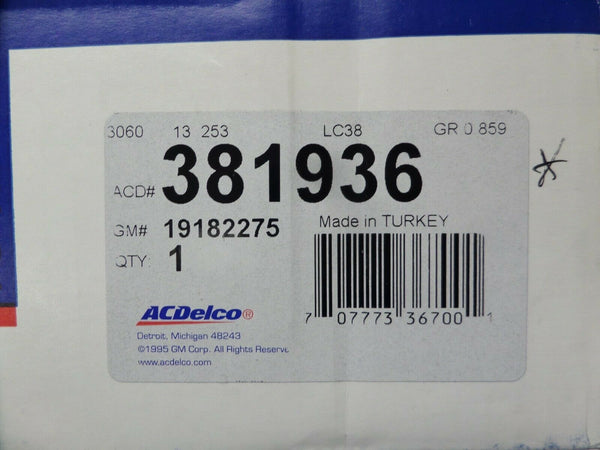 3060 13 253 LC38 GR 0.859
ACD# 381936
GM# 19182275 Made in TURKEY
QTY: 1
7 07773 36700 1
ACDelco®
Detroit, Michigan 48243
©1995 GM Corp. All Rights Reserve
www.acdelco.com